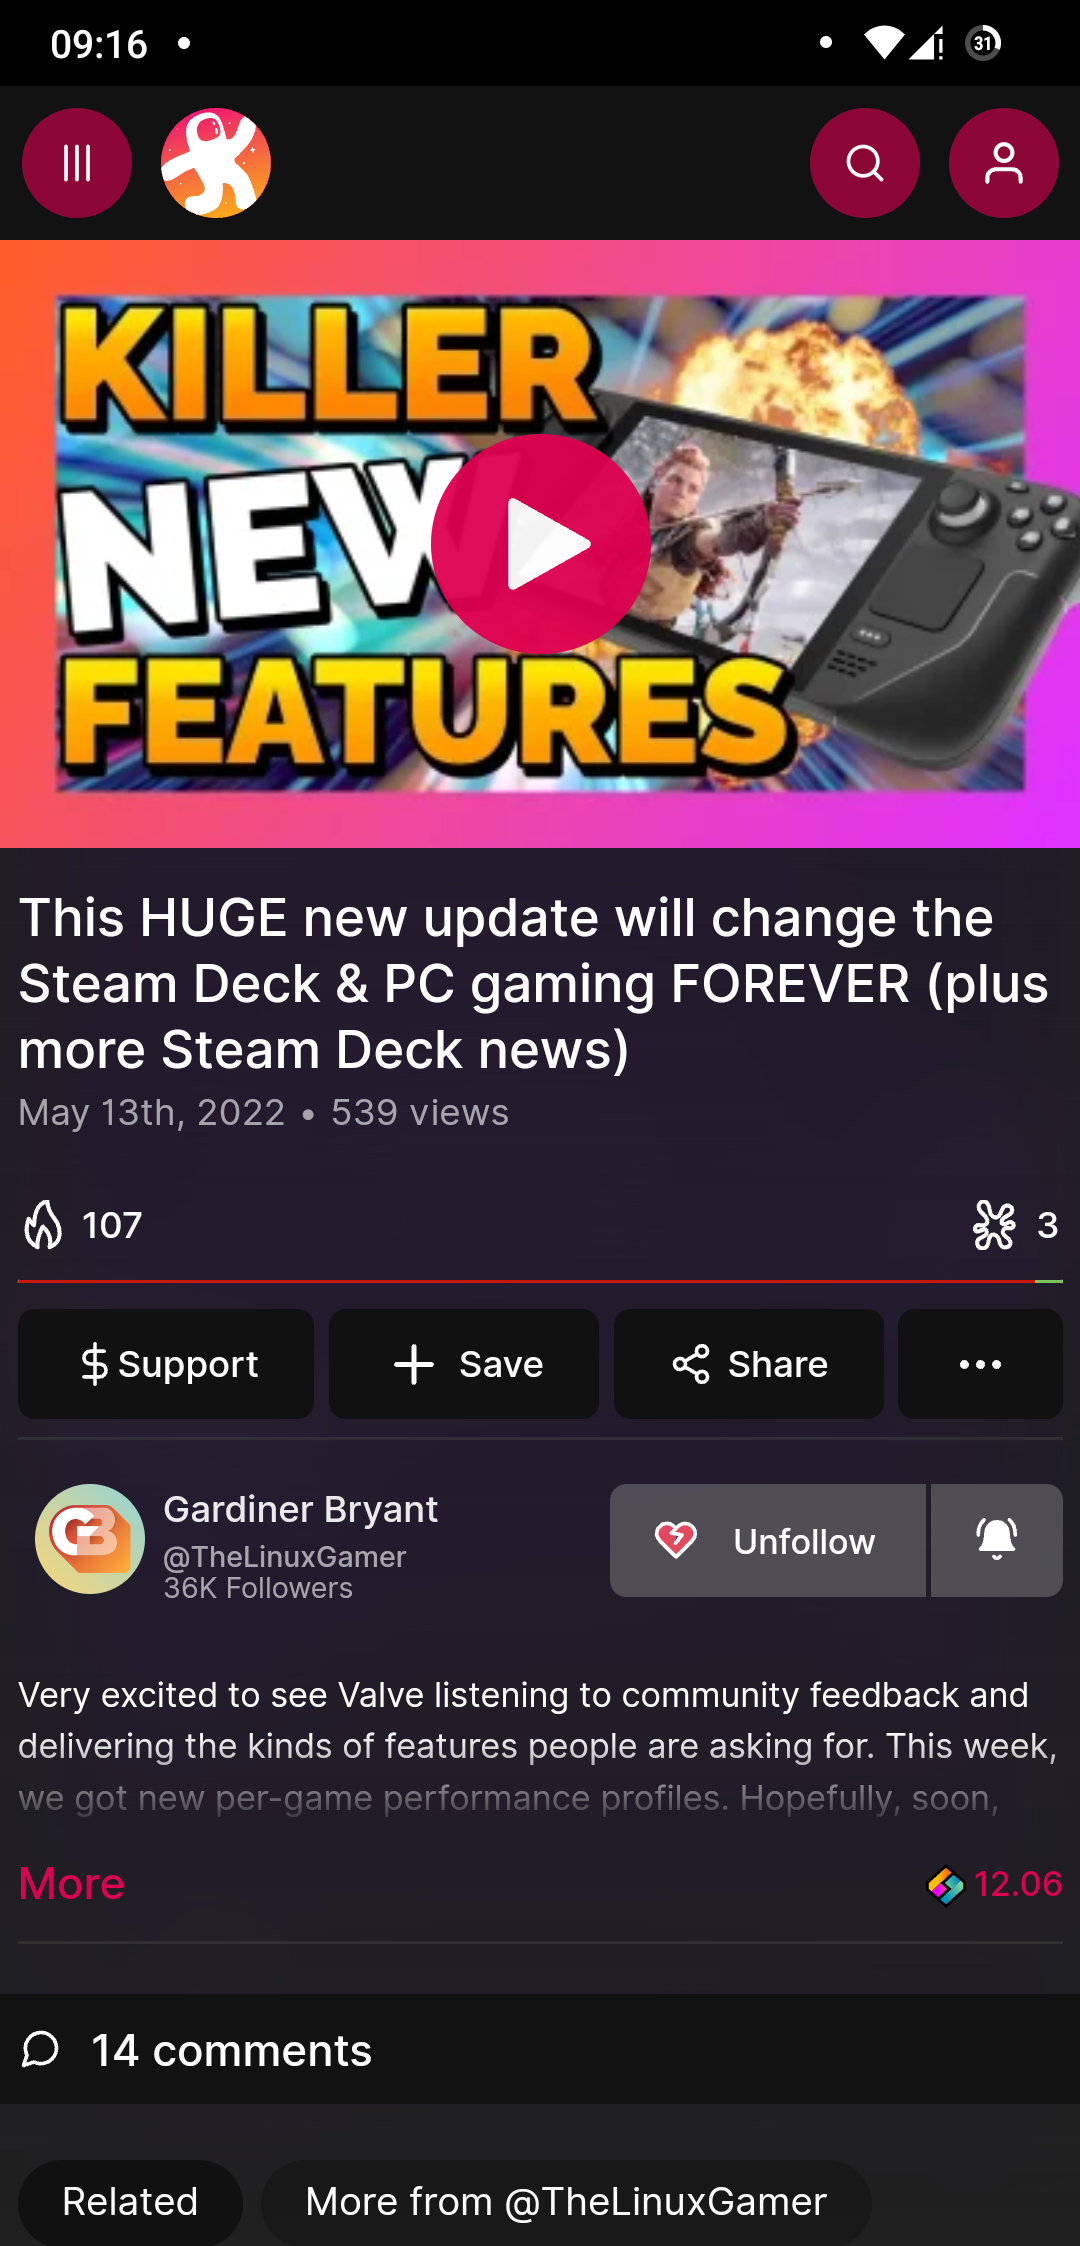 09:16
31
KILLER
NEW
FEATURES
This HUGE new update will change the
Steam Deck & PC gaming FOREVER (plus
more Steam Deck news)
May 13th, 2022 • 539 views
107
3
Support
Save
Share
Gardiner Bryant
@TheLinuxGamer
36K Followers
Unfollow
Very excited to see Valve listening to community feedback and
delivering the kinds of features people are asking for. This week,
we got new per-game performance profiles. Hopefully, soon,
More
12.06
14 comments
Related
More from @TheLinuxGamer